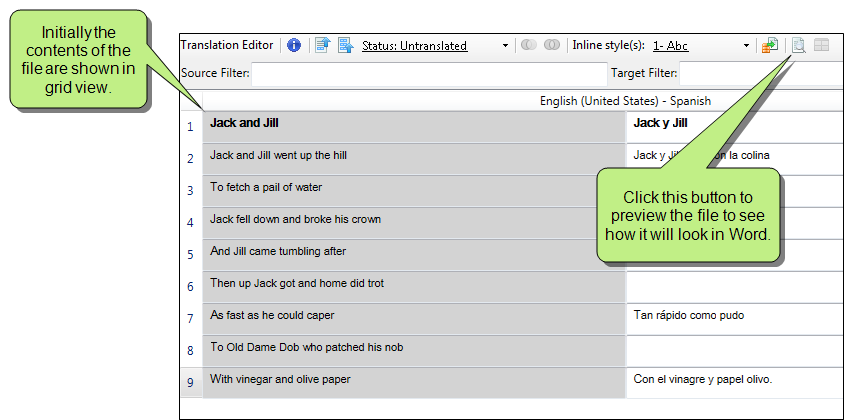 Initially the
contents of the
file are shown in
grid view.
Translation Editor Status: Untranslated Inline style(s): 1- Abc
Source Filter: Target Filter:
English (United States) - Spanish
1 Jack and Jill Jack y Jill
2 Jack and Jill went up the hill Jack y la colina
3 To fetch a pail of water
4 Jack fell down and broke his crown
5 And Jill came tumbling after
6 Then up Jack got and home did trot
7 As fast as he could caper Tan rápido como pudo
8 To Old Dame Dob who patched his nob
9 With vinegar and olive paper Con el vinagre y papel olivo.
Click this button to
preview the file to see
how it will look in Word.